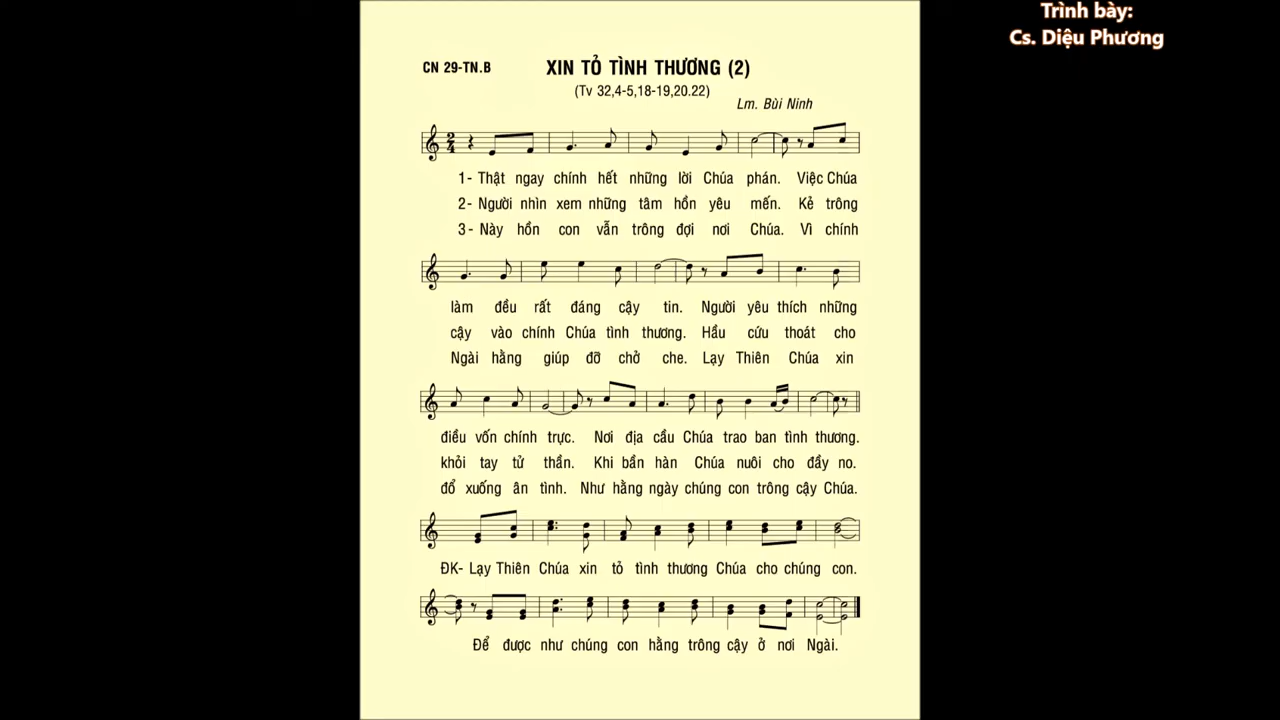 Trình bày:
Cs. Diệu Phương
CN 29-TN.B
XIN TỎ TÌNH THƯƠNG (2)
(Tv 32,4-5,18-19,20.22)
Lm. Bùi Ninh
1- Thật ngay chính hết những lời Chúa phán. Việc Chúa
2- Người nhìn xem những tâm hồn yêu mến. Kẻ trông
3- Này hồn con vẫn trông đợi nơi Chúa. Vì chính
làm đều rất đáng cậy tin. Người yêu thích những
cậy vào chính Chúa tình thương. Hầu cứu thoát cho
Ngài hằng giúp đỡ chở che. Lạy Thiên Chúa xin
điều vốn chính trực. Nơi địa cầu Chúa trao ban tình thương.
khỏi tay tử thần. Khi bần hàn Chúa nuôi cho đầy no.
đổ xuống ân tình. Như hằng ngày chúng con trông cậy Chúa.
ĐK- Lạy Thiên Chúa xin tỏ tình thương Chúa cho chúng con.
Để được như chúng con hằng trông cậy ở nơi Ngài.